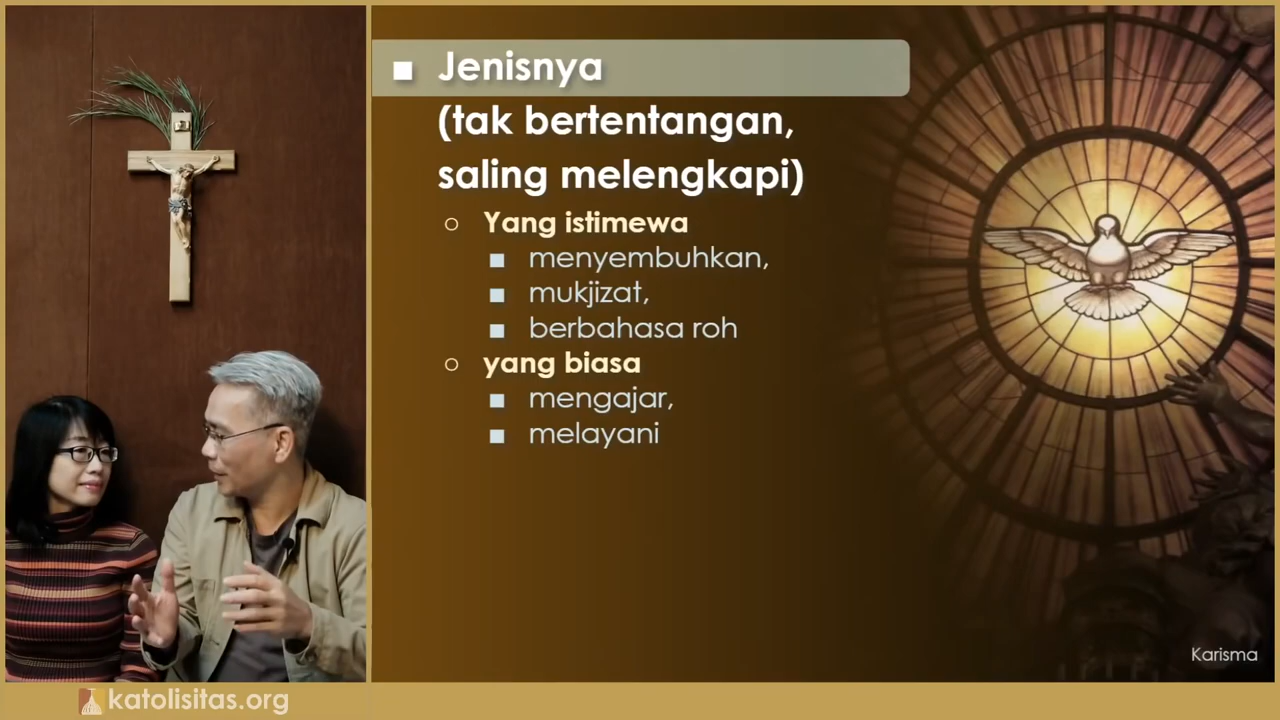 Jenisnya
(tak bertentangan,
saling melengkapi)
Yang istimewa
menyembuhkan,
mukjizat,
berbahasa roh
yang biasa
mengajar,
melayani
Karisma
katolisitas.org